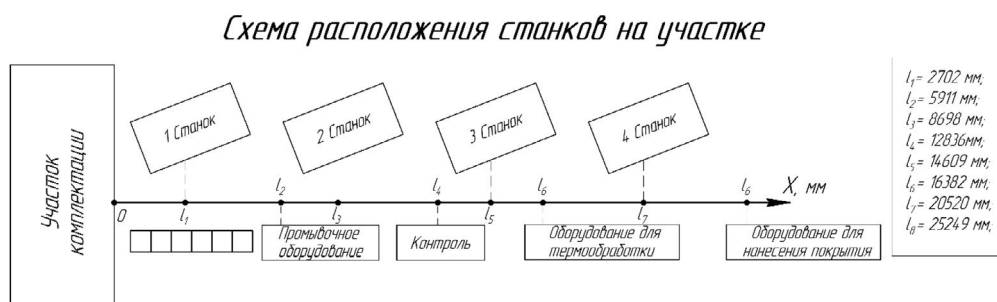 Схема расположения станков на участке
Участок
комплектации
1 Станок
2 Станок
3 Станок
4 Станок
l₂
l₄
l₆
l₆
X, мм
0
l₁
l₃
l₅
l₇
Промывочное
оборудование
Контроль
Оборудование для
термообработки
Оборудование для
нанесения покрытия
l₁= 2702 мм;
l₂= 5911 мм;
l₃= 8698 мм;
l₄= 12836мм;
l₅= 14609 мм;
l₆= 16382 мм;
l₇= 20520 мм;
l₈= 25249 мм,